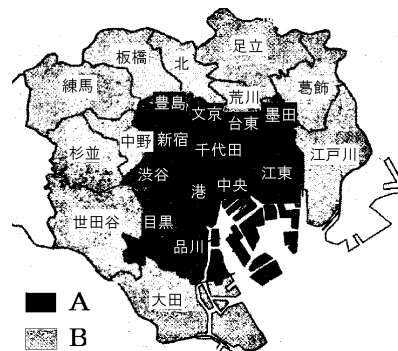 足立
北
板橋
練馬
葛飾
荒川
豊島
文京
墨田
台東
中野
新宿
千代田
杉並
江戸川
渋谷
江東
港
中央
世田谷
目黒
品川
大田
A
B